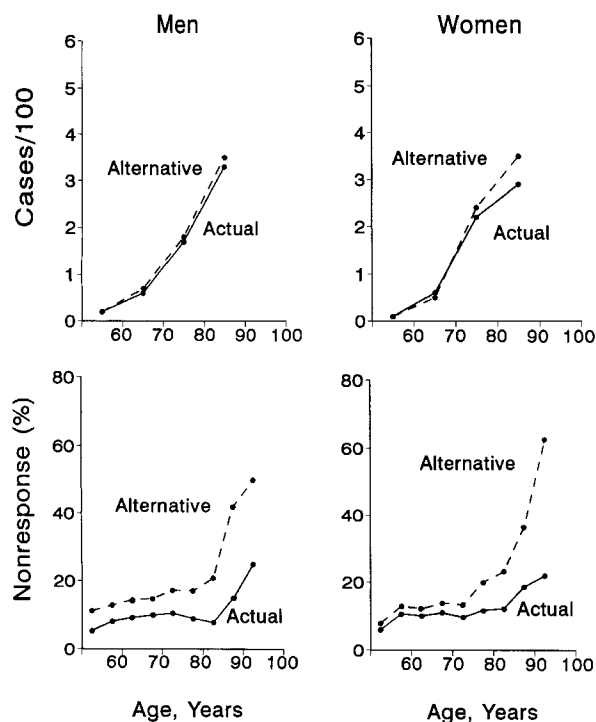 Men
Women
Cases/100
6
5
4
3
2
1
0
Alternative
Actual
60 70 80 90 100
6
5
4
3
2
1
0
Alternative
Actual
60 70 80 90 100
Nonresponse (%)
80
60
40
20
0
Alternative
Actual
60 70 80 90 100
Age, Years
80
60
40
20
0
Alternative
Actual
60 70 80 90 100
Age, Years